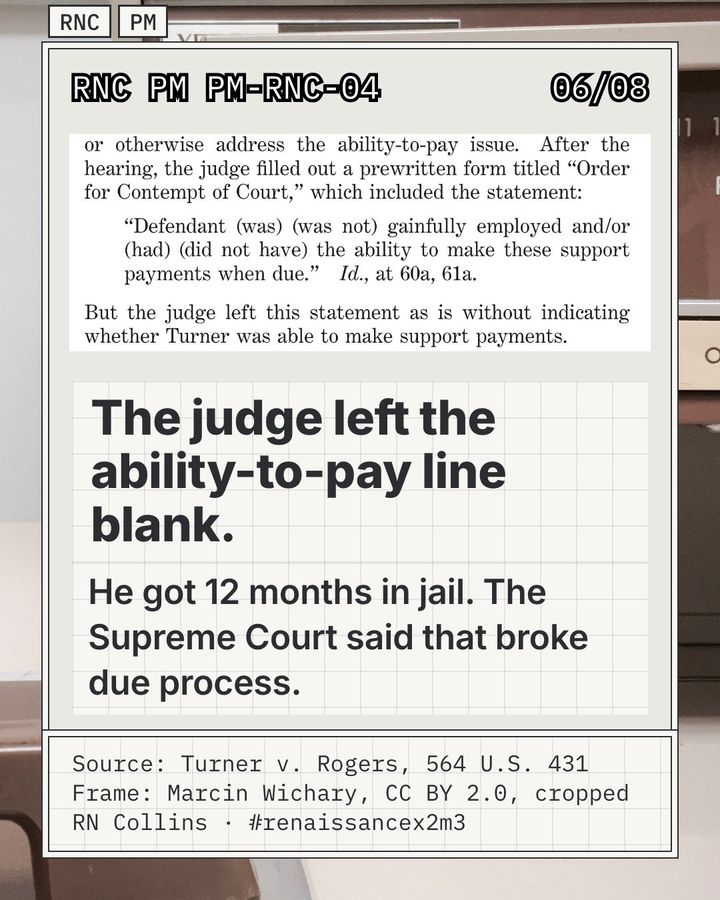 RNC PM
RNC PM PM-RNC-04 06/08
or otherwise address the ability-to-pay issue. After the
hearing, the judge filled out a prewritten form titled “Order
for Contempt of Court,” which included the statement:
“Defendant (was) (was not) gainfully employed and/or
(had) (did not have) the ability to make these support
payments when due.” Id., at 60a, 61a.
But the judge left this statement as is without indicating
whether Turner was able to make support payments.
The judge left the
ability-to-pay line
blank.
He got 12 months in jail. The
Supreme Court said that broke
due process.
Source: Turner v. Rogers, 564 U.S. 431
Frame: Marcin Wichary, CC BY 2.0, cropped
RN Collins · #renaissancex2m3